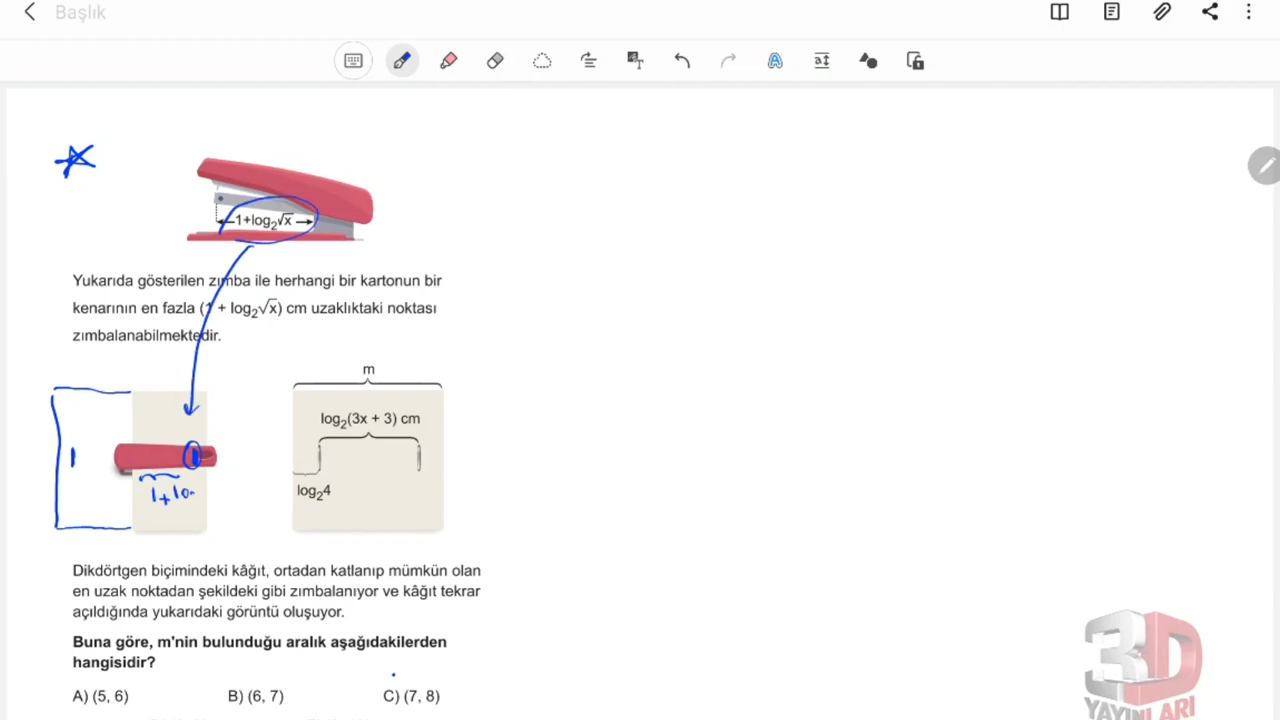 Başlık
1+log₂√x
Yukarıda gösterilen zımba ile herhangi bir kartonun bir
kenarının en fazla (1 + log₂√x) cm uzaklıktaki noktası
zımbalanabilmektedir.
m
log₂(3x + 3) cm
log₂4
1+lo
Dikdörtgen biçimindeki kâğıt, ortadan katlanıp mümkün olan
en uzak noktadan şekildeki gibi zımbalanıyor ve kâğıt tekrar
açıldığında yukarıdaki görüntü oluşuyor.
Buna göre, m'nin bulunduğu aralık aşağıdakilerden
hangisidir?
A) (5, 6) B) (6, 7) C) (7, 8)
3D
YAYINLARI